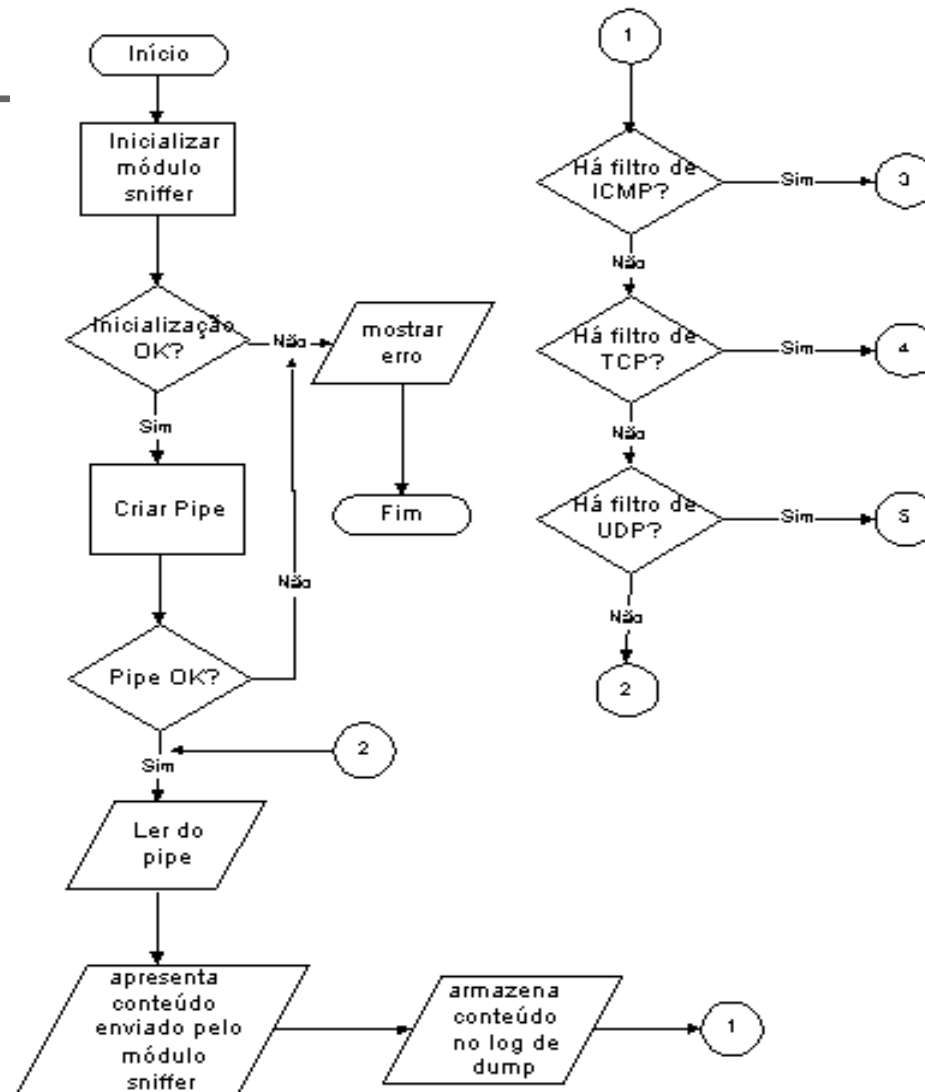 Início
Inicializar
módulo
sniffer
Inicialização
OK?
Não
mostrar
erro
Sim
Criar Pipe
Fim
Não
Pipe OK?
Sim
2
Ler do
pipe
apresenta
conteúdo
enviado pelo
módulo
sniffer
armazena
conteúdo
no log de
dump
1
1
Há filtro de
ICMP?
Sim
3
Não
Há filtro de
TCP?
Sim
4
Não
Há filtro de
UDP?
Sim
5
Não
2